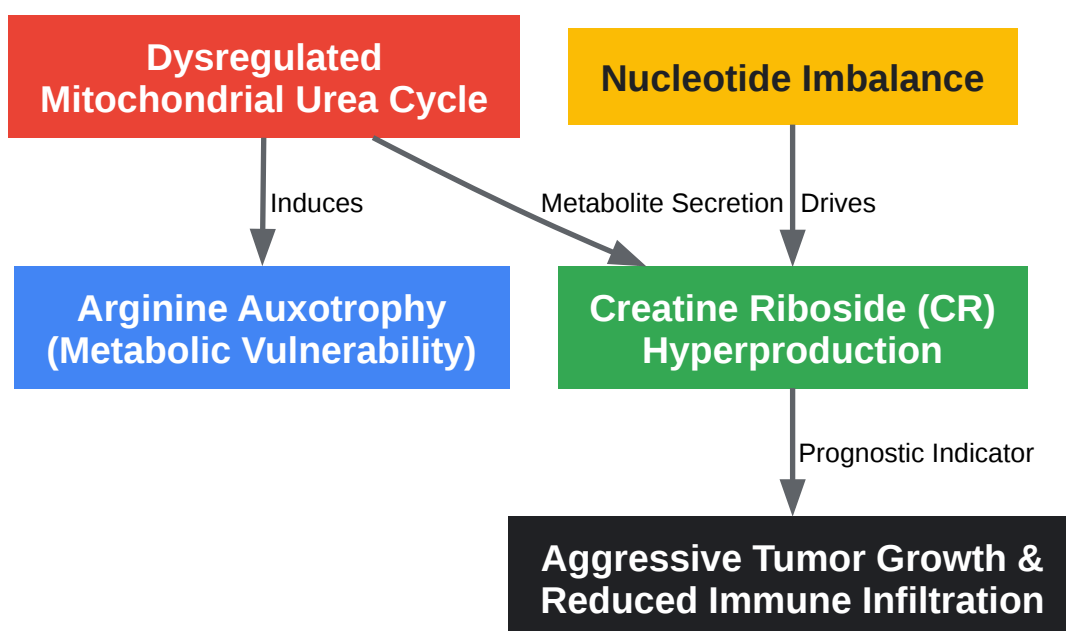 Dysregulated
Mitochondrial Urea Cycle
Nucleotide Imbalance
Induces
Metabolite Secretion
Drives
Arginine Auxotrophy
(Metabolic Vulnerability)
Creatine Riboside (CR)
Hyperproduction
Prognostic Indicator
Aggressive Tumor Growth &
Reduced Immune Infiltration